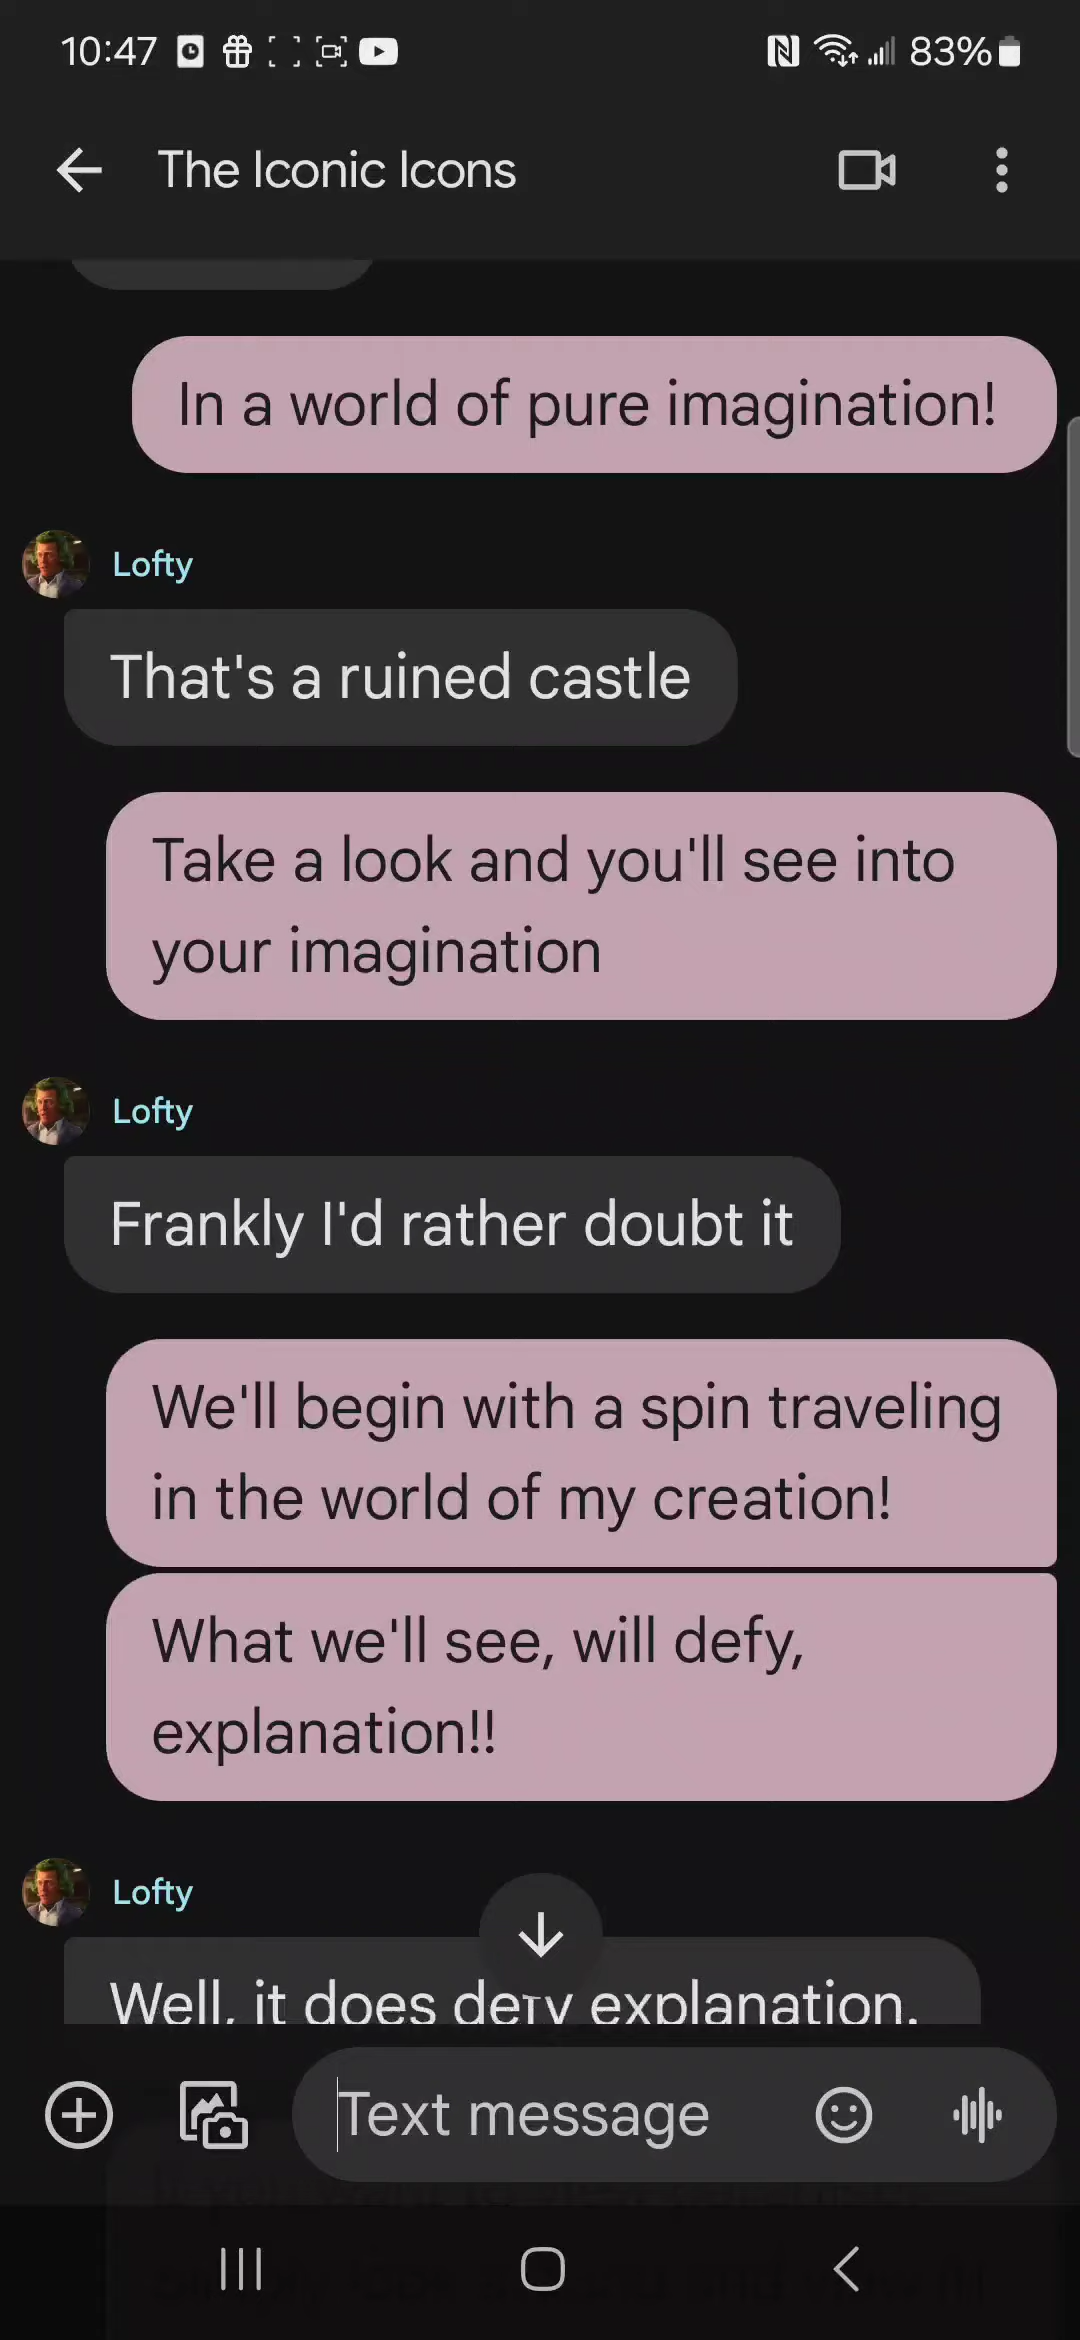 10:47
83%
The Iconic Icons
In a world of pure imagination!
Lofty
That's a ruined castle
Take a look and you'll see into
your imagination
Lofty
Frankly I'd rather doubt it
We'll begin with a spin traveling
in the world of my creation!
What we'll see, will defy,
explanation!!
Lofty
Well, it does defy explanation.
Text message